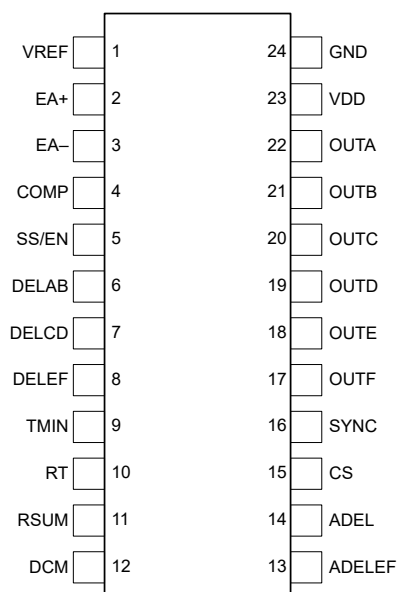 VREF 1 24 GND
EA+ 2 23 VDD
EA– 3 22 OUTA
COMP 4 21 OUTB
SS/EN 5 20 OUTC
DELAB 6 19 OUTD
DELCD 7 18 OUTE
DELEF 8 17 OUTF
TMIN 9 16 SYNC
RT 10 15 CS
RSUM 11 14 ADEL
DCM 12 13 ADELEF